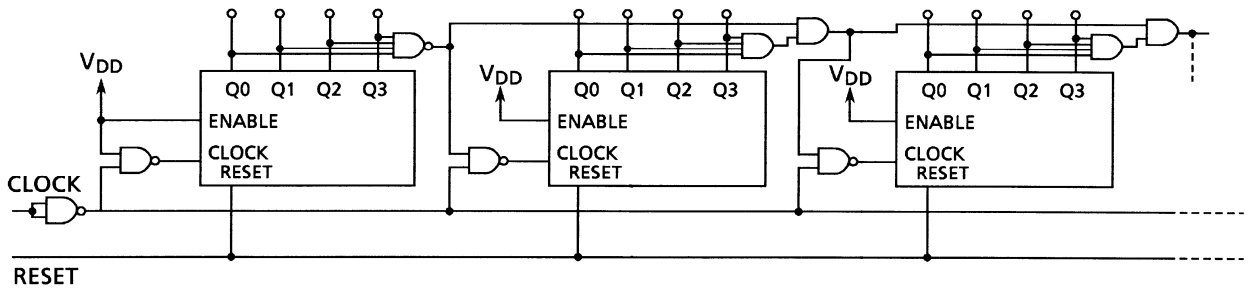 VDD
Q0 Q1 Q2 Q3
ENABLE
CLOCK
RESET
VDD
Q0 Q1 Q2 Q3
ENABLE
CLOCK
RESET
VDD
Q0 Q1 Q2 Q3
ENABLE
CLOCK
RESET
CLOCK
RESET